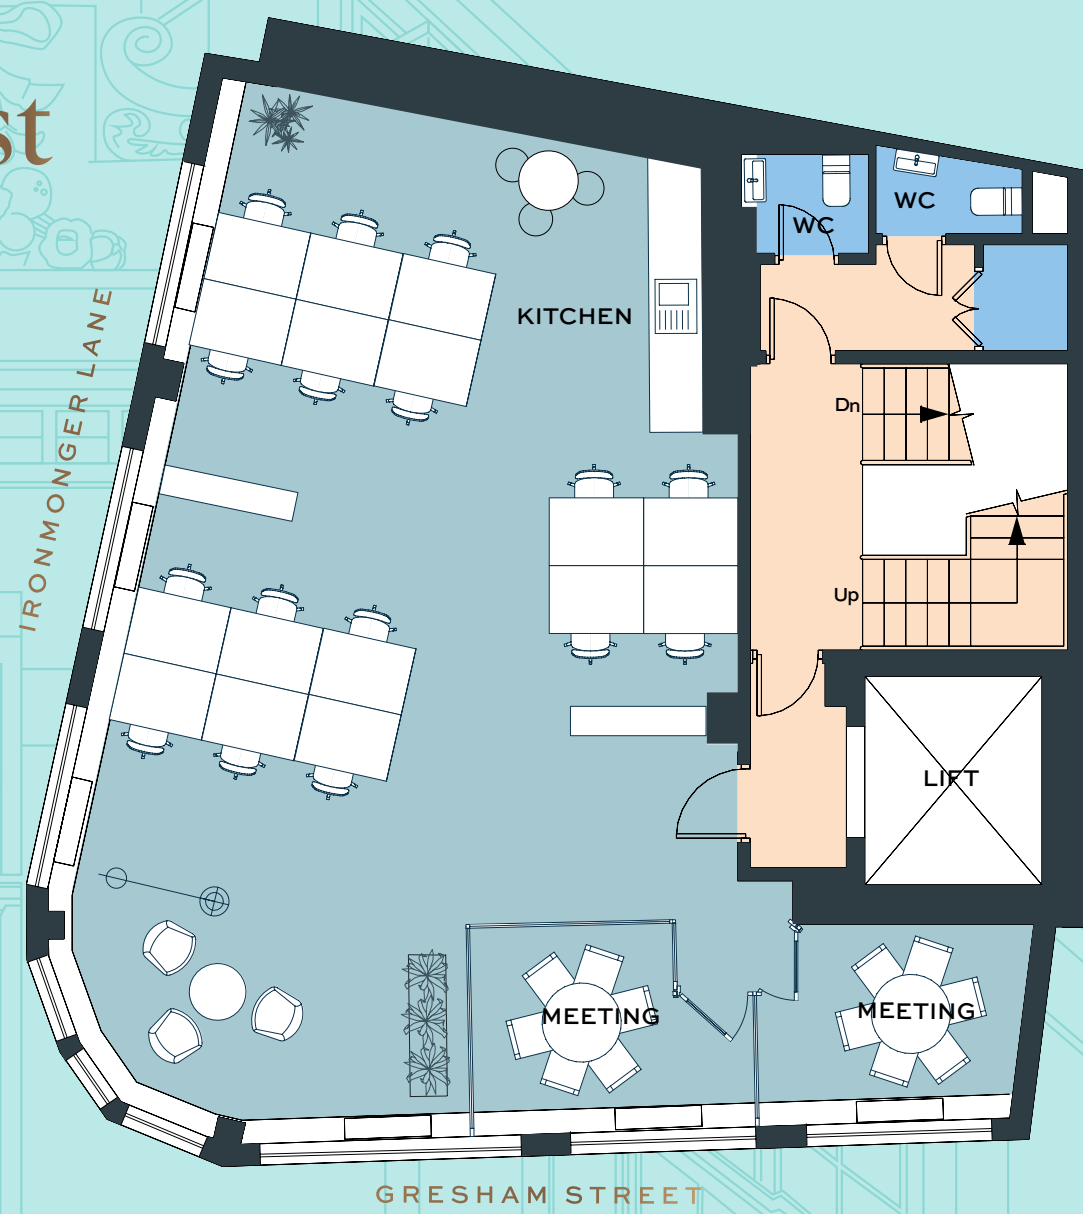 st
IRONMONGER LANE
KITCHEN
WC
WC
Dn
Up
LIFT
MEETING
MEETING
GRESHAM STREET